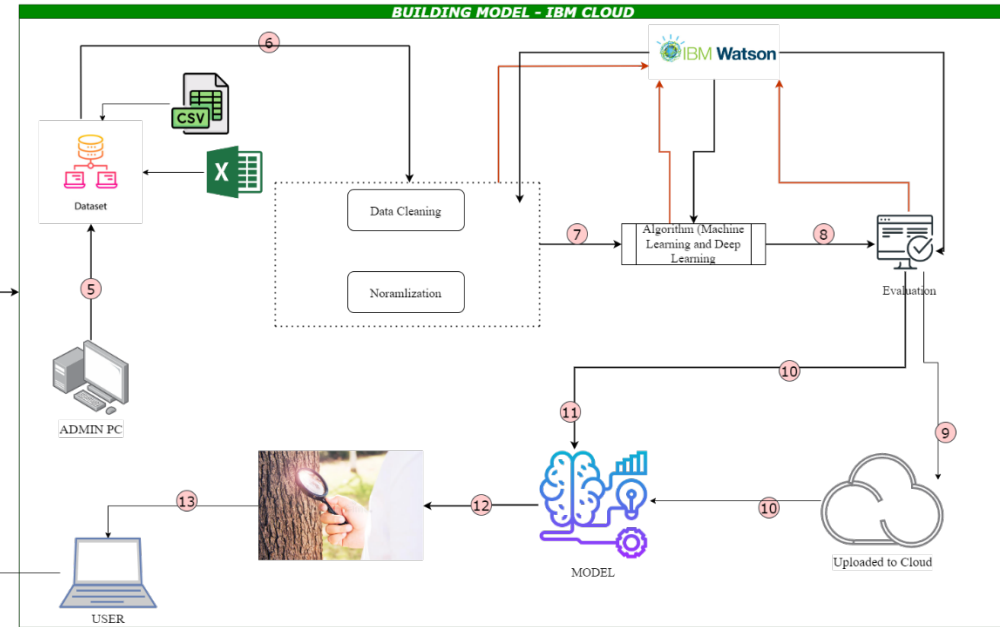 BUILDING MODEL - IBM CLOUD
6
IBM Watson
CSV
X
Dataset
Data Cleaning
7
Algorithm (Machine
Learning and Deep
Learning
8
Noramlization
Evaluation
5
ADMIN PC
10
11
9
13
12
10
MODEL
Uploaded to Cloud
USER